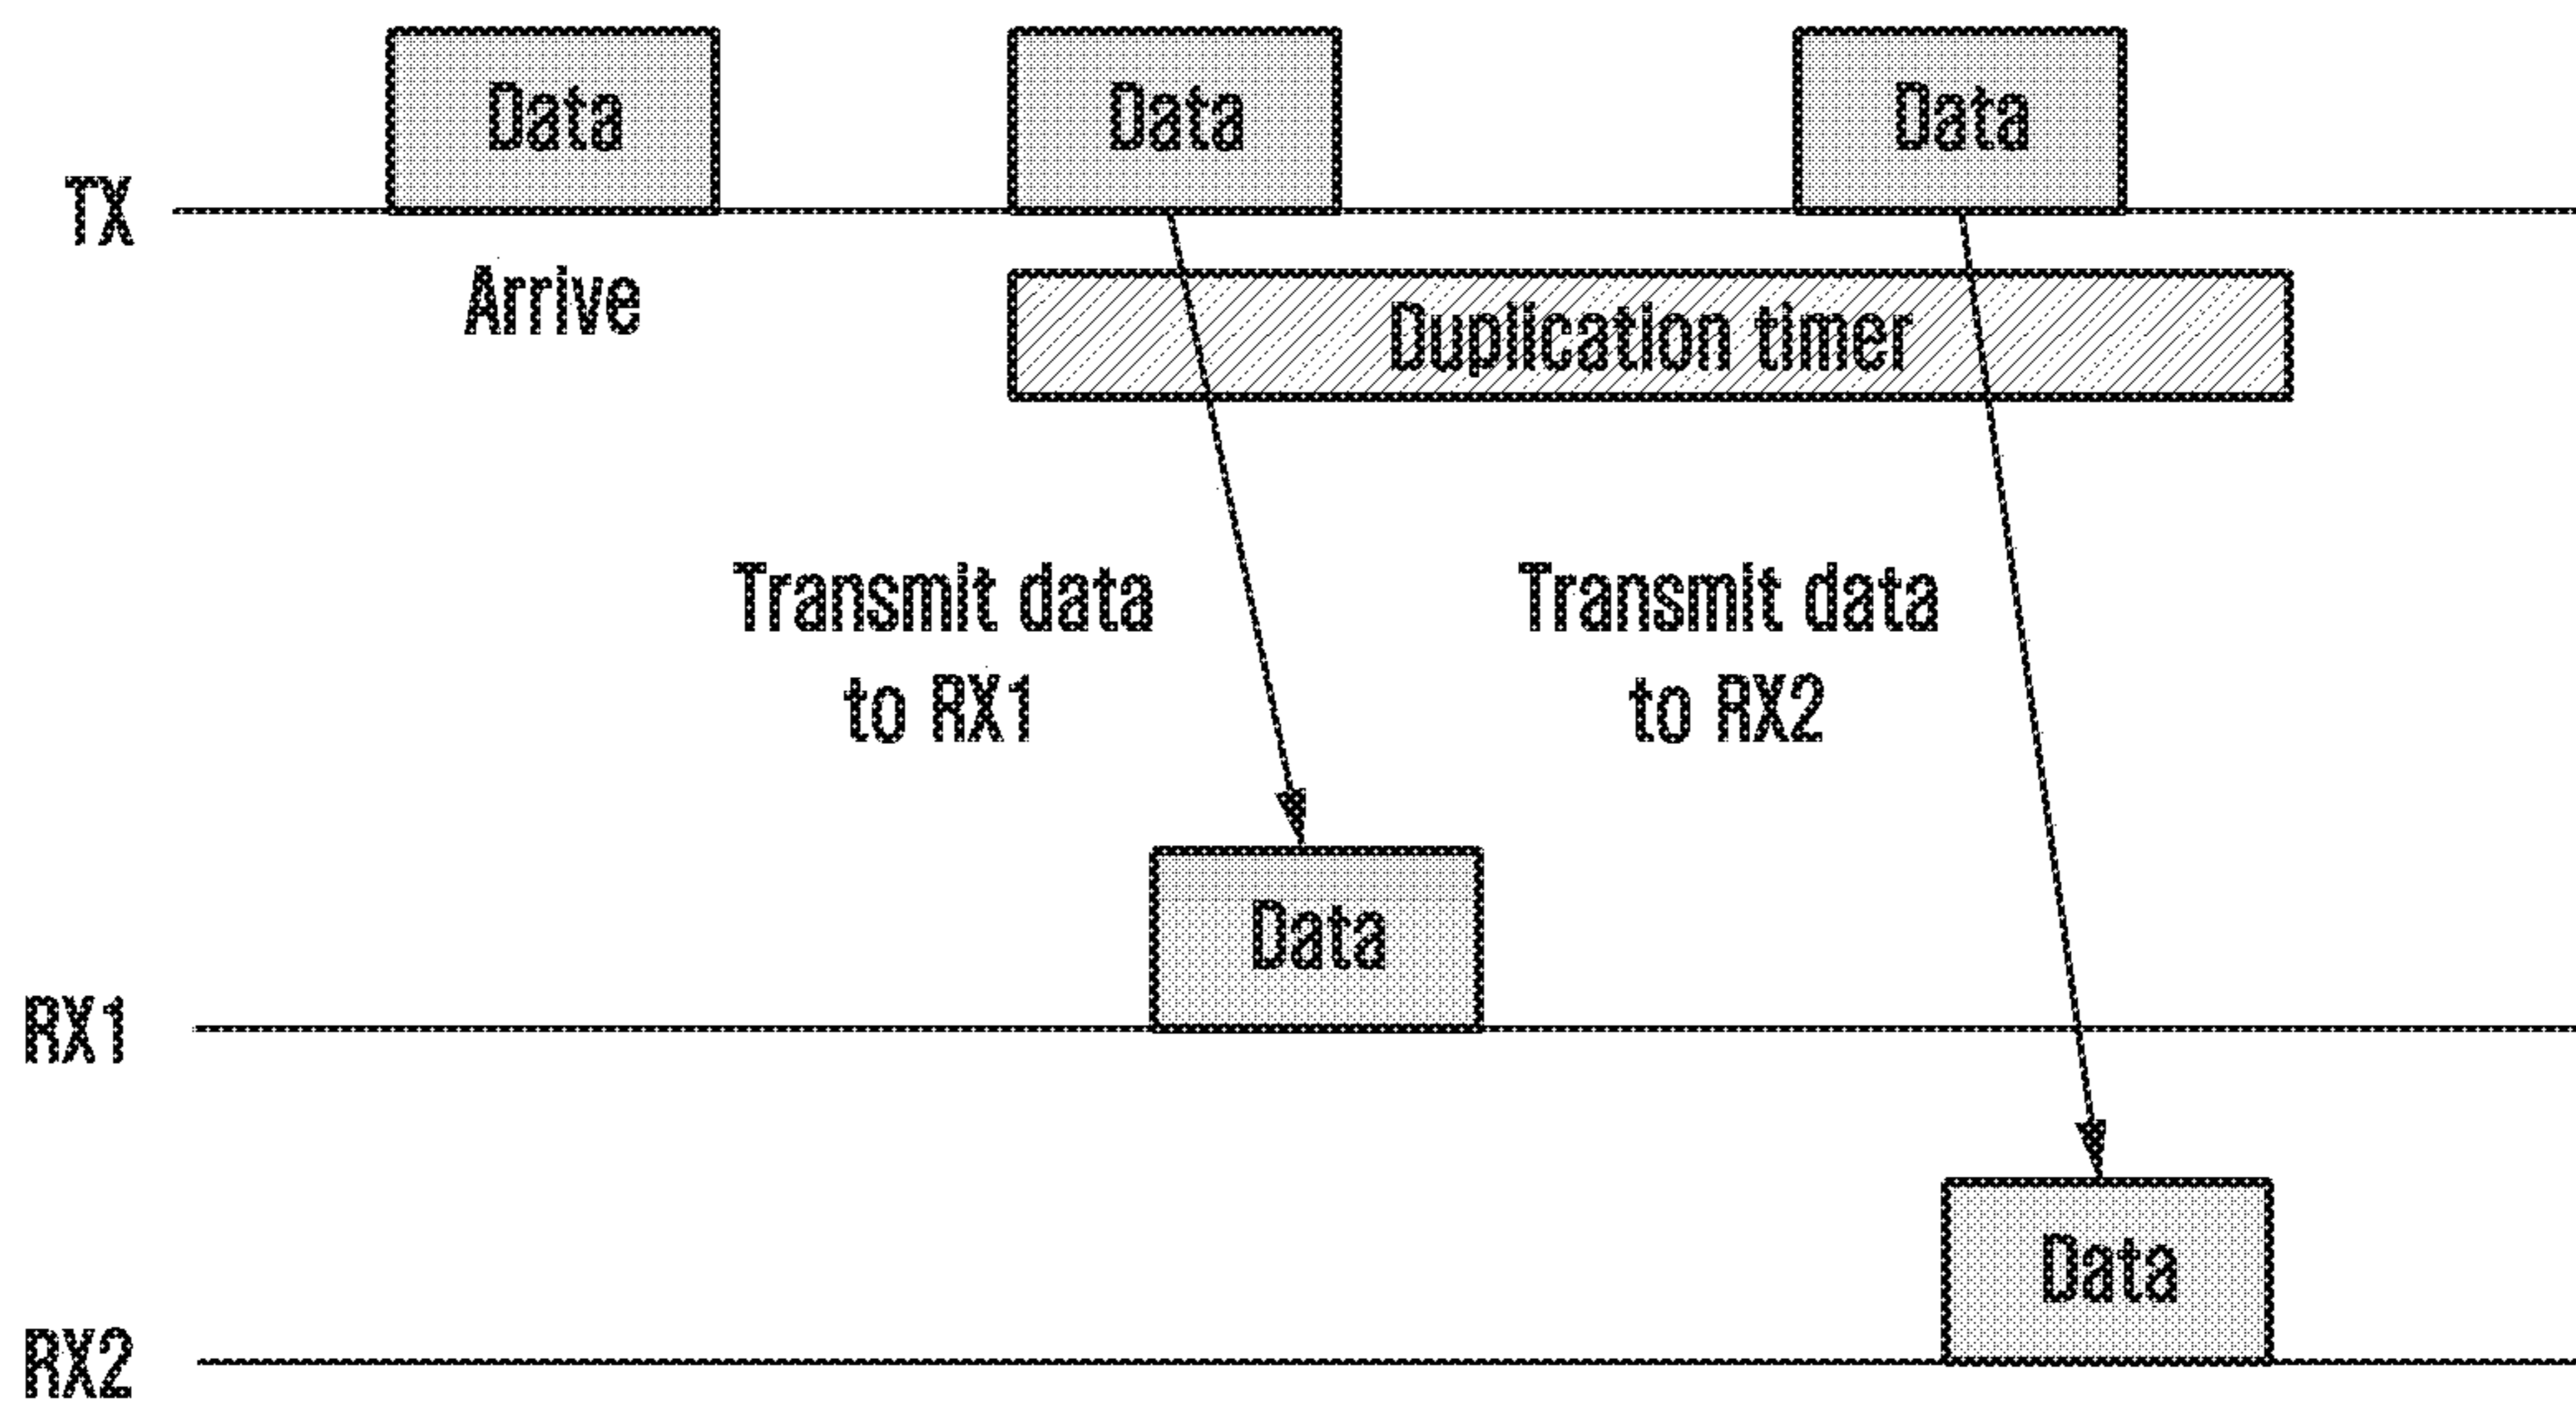 Data
Data
Data
TX
Arrive
Duplication timer
Transmit data
to RX1
Transmit data
to RX2
Data
RX1
Data
RX2